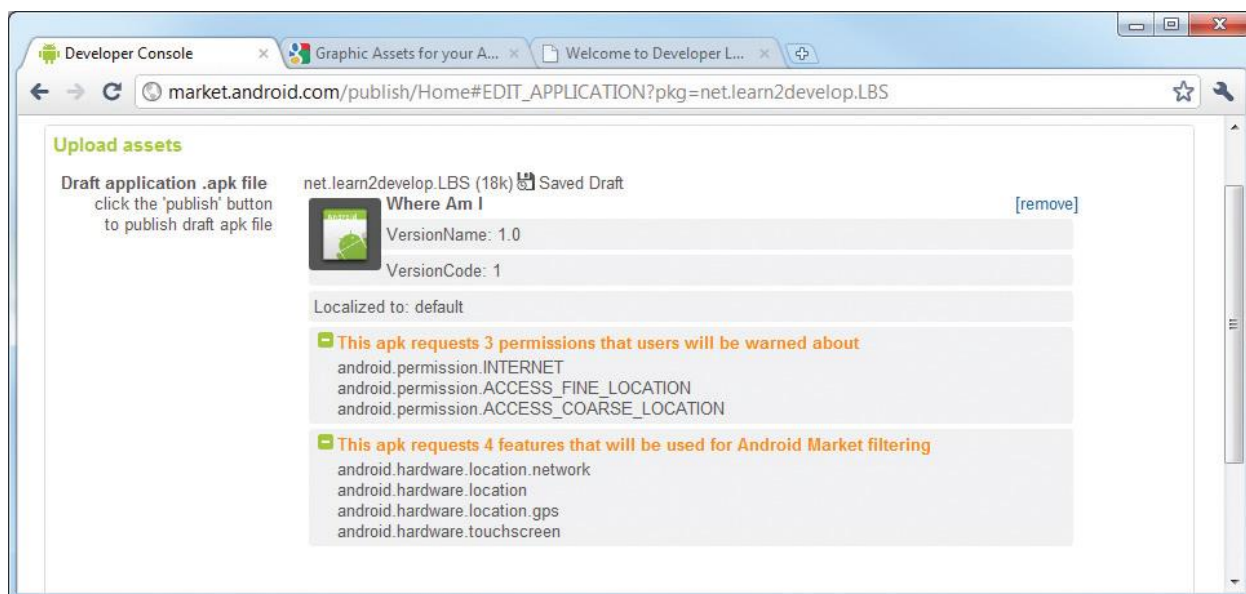 Developer Console
Graphic Assets for your A...
Welcome to Developer L...
market.android.com/publish/Home#EDIT_APPLICATION?pkg=net.learn2develop.LBS
Upload assets
Draft application .apk file
click the 'publish' button
to publish draft apk file
net.learn2develop.LBS (18k) Saved Draft
Where Am I
[remove]
VersionName: 1.0
VersionCode: 1
Localized to: default
This apk requests 3 permissions that users will be warned about
android.permission.INTERNET
android.permission.ACCESS_FINE_LOCATION
android.permission.ACCESS_COARSE_LOCATION
This apk requests 4 features that will be used for Android Market filtering
android.hardware.location.network
android.hardware.location
android.hardware.location.gps
android.hardware.touchscreen